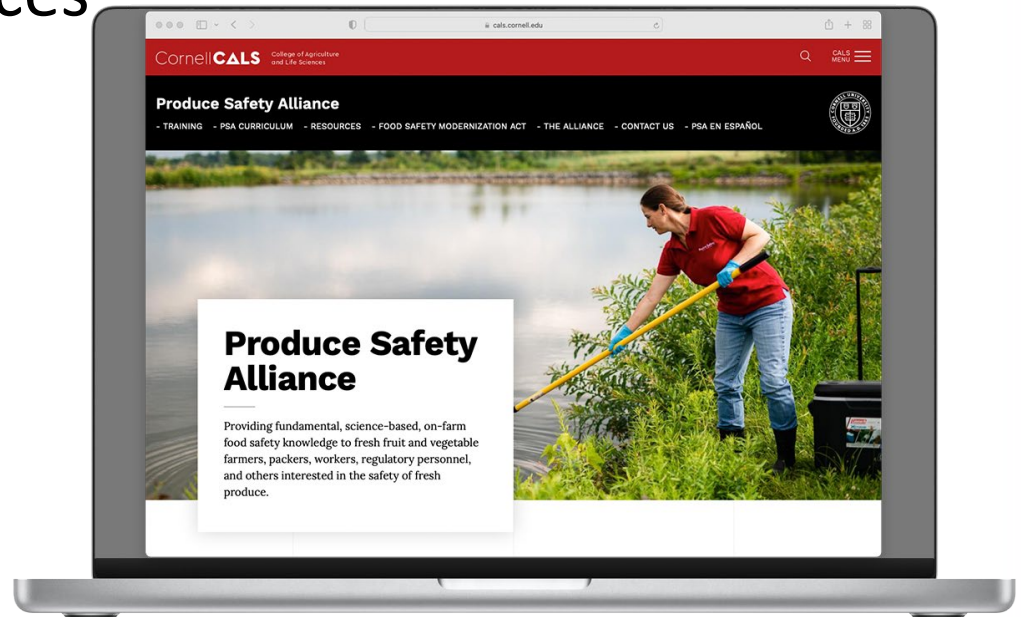 cals.cornell.edu
CornellCALS College of Agriculture
and Life Sciences
CALS
MENU
Produce Safety Alliance
- TRAINING - PSA CURRICULUM - RESOURCES - FOOD SAFETY MODERNIZATION ACT - THE ALLIANCE - CONTACT US - PSA EN ESPAÑOL
Produce Safety
Alliance
Providing fundamental, science-based, on-farm
food safety knowledge to fresh fruit and vegetable
farmers, packers, workers, regulatory personnel,
and others interested in the safety of fresh
produce.